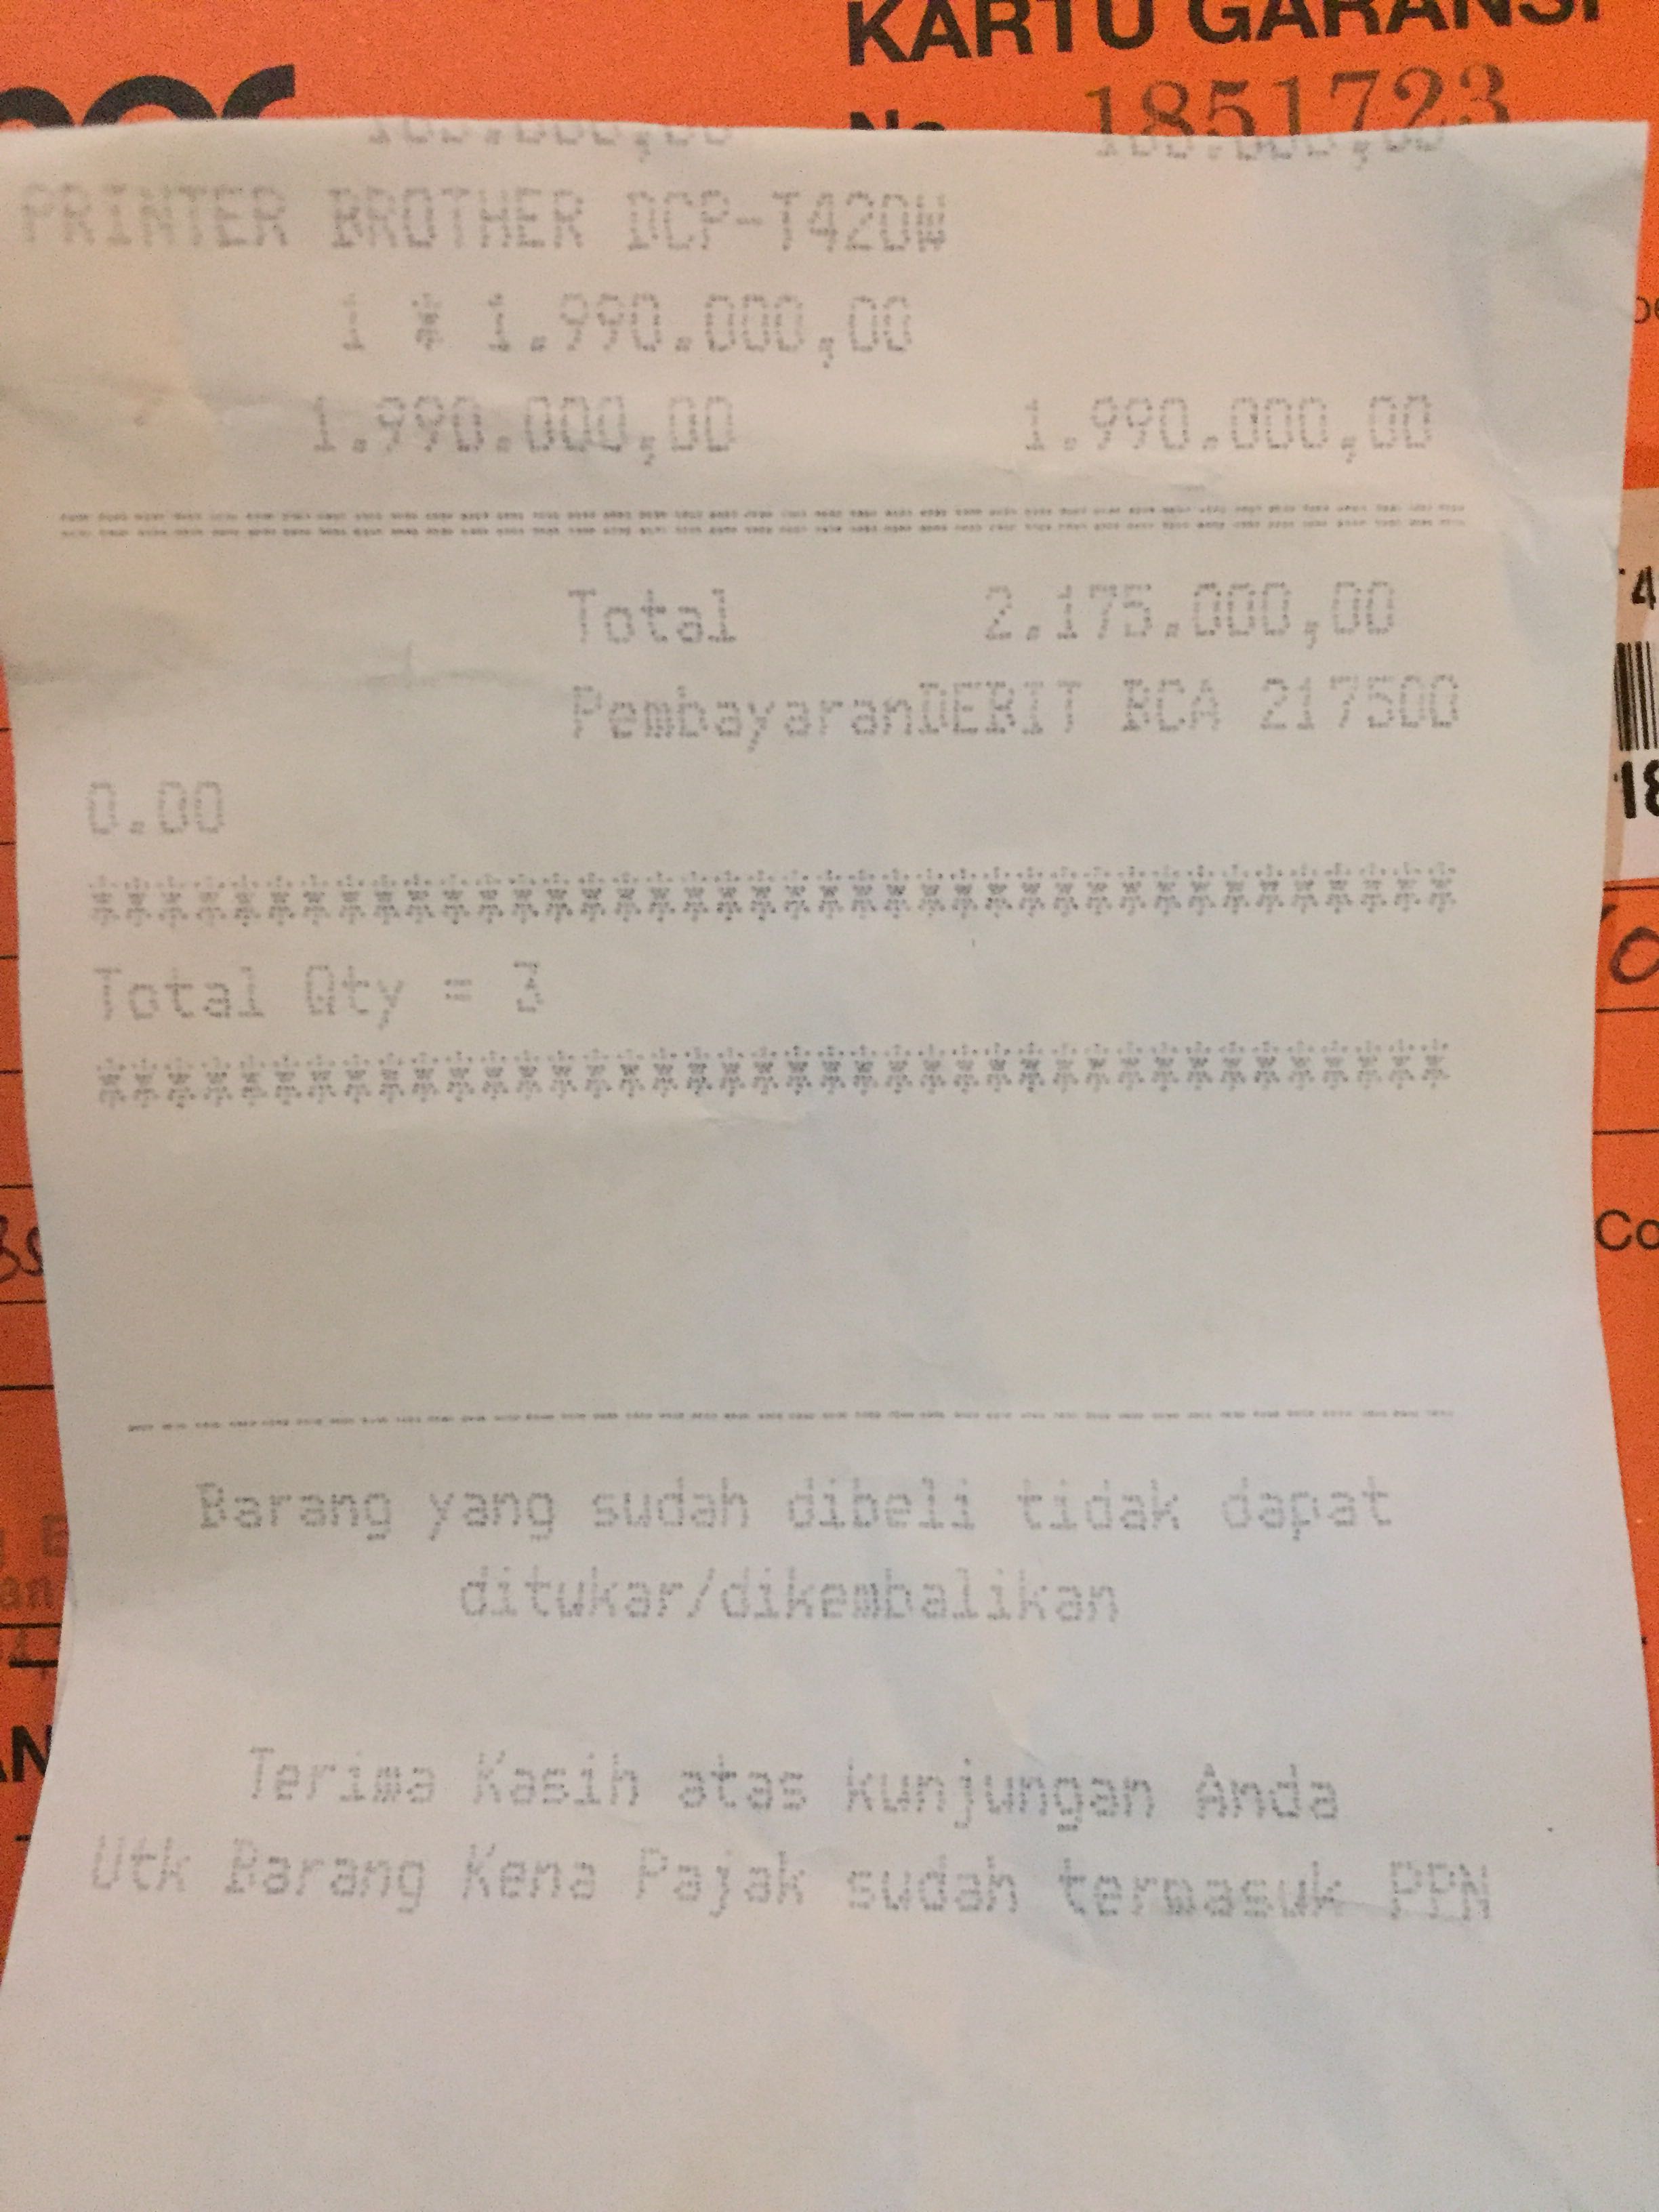 KARTU GARANSI
No. 1851723
PRINTER BROTHER DCP-T420W
1 * 1.990.000,00
1.990.000,00 1.990.000,00
Total 2.175.000,00
PembayaranDEBIT BCA 217500
0.00
***************************************
Total Qty = 3
***************************************
Barang yang sudah dibeli tidak dapat
ditukar/dikembalikan
Terima Kasih atas kunjungan Anda
Utk Barang Kena Pajak sudah termasuk PPN